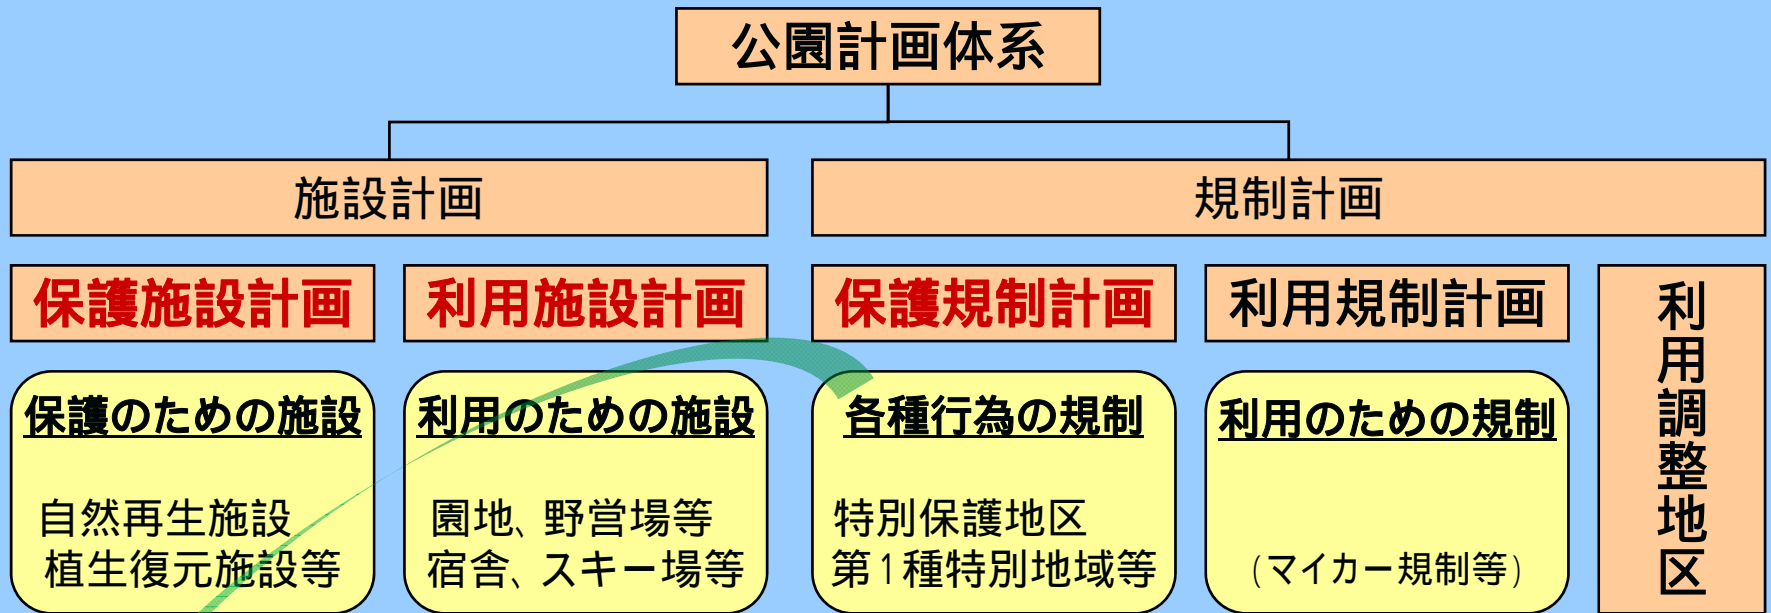 公園計画体系
施設計画
規制計画
保護施設計画
利用施設計画
保護規制計画
利用規制計画
利用調整地区
保護のための施設
自然再生施設
植生復元施設等
利用のための施設
園地、野営場等
宿舎、スキー場等
各種行為の規制
特別保護地区
第1種特別地域等
利用のための規制
(マイカー規制等)